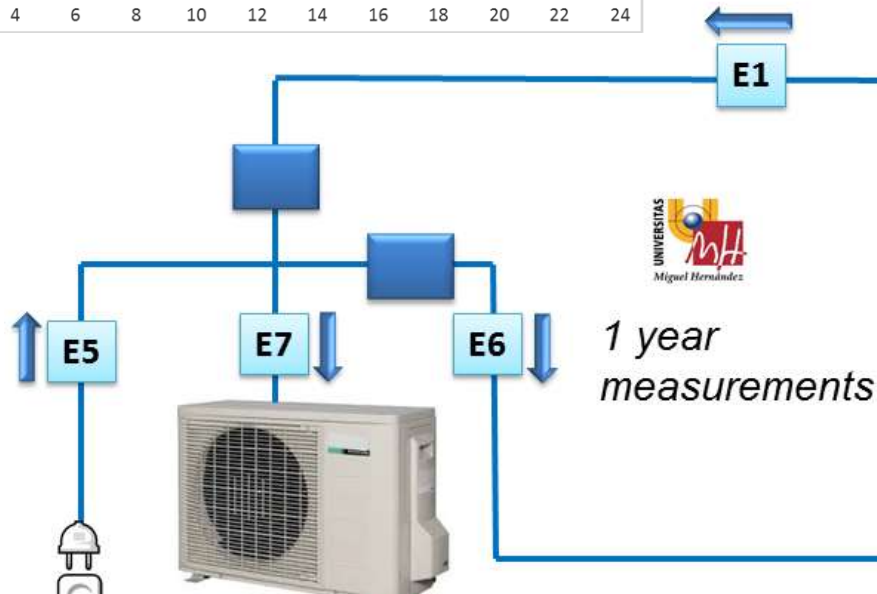 4 6 8 10 12 14 16 18 20 22 24
E1
UNIVERSITAS
MH
Miguel Hernández
E5
E7
E6
1 year
measurements